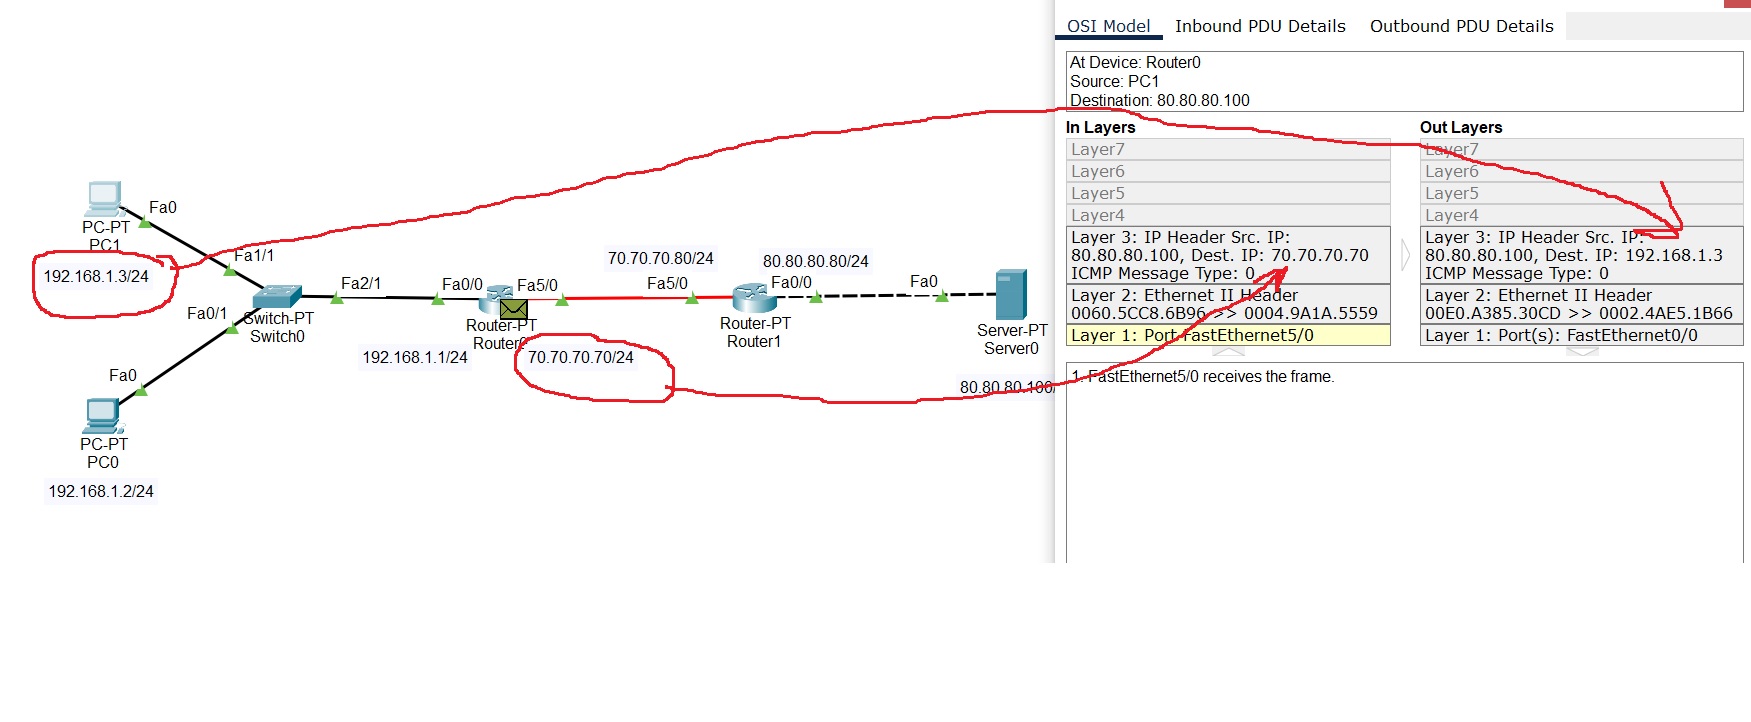 OSI Model Inbound PDU Details Outbound PDU Details
At Device: Router0
Source: PC1
Destination: 80.80.80.100
In Layers
Layer7
Layer6
Layer5
Layer4
Layer 3: IP Header Src. IP:
80.80.80.100, Dest. IP: 70.70.70.70
ICMP Message Type: 0
Layer 2: Ethernet II Header
0060.5CC8.6B96 >> 0004.9A1A.5559
Layer 1: Port FastEthernet5/0
Out Layers
Layer7
Layer6
Layer5
Layer4
Layer 3: IP Header Src. IP:
80.80.80.100, Dest. IP: 192.168.1.3
ICMP Message Type: 0
Layer 2: Ethernet II Header
00E0.A385.30CD >> 0002.4AE5.1B66
Layer 1: Port(s): FastEthernet0/0
1. FastEthernet5/0 receives the frame.
Fa0
PC-PT
PC1
192.168.1.3/24
Fa1/1
Fa0/1
Switch-PT
Switch0
Fa2/1
Fa0/0
Fa5/0
Router-PT
Router0
192.168.1.1/24
70.70.70.70/24
70.70.70.80/24
Fa5/0
80.80.80.80/24
Fa0/0
Router-PT
Router1
Fa0
Server-PT
Server0
80.80.80.100/
Fa0
PC-PT
PC0
192.168.1.2/24